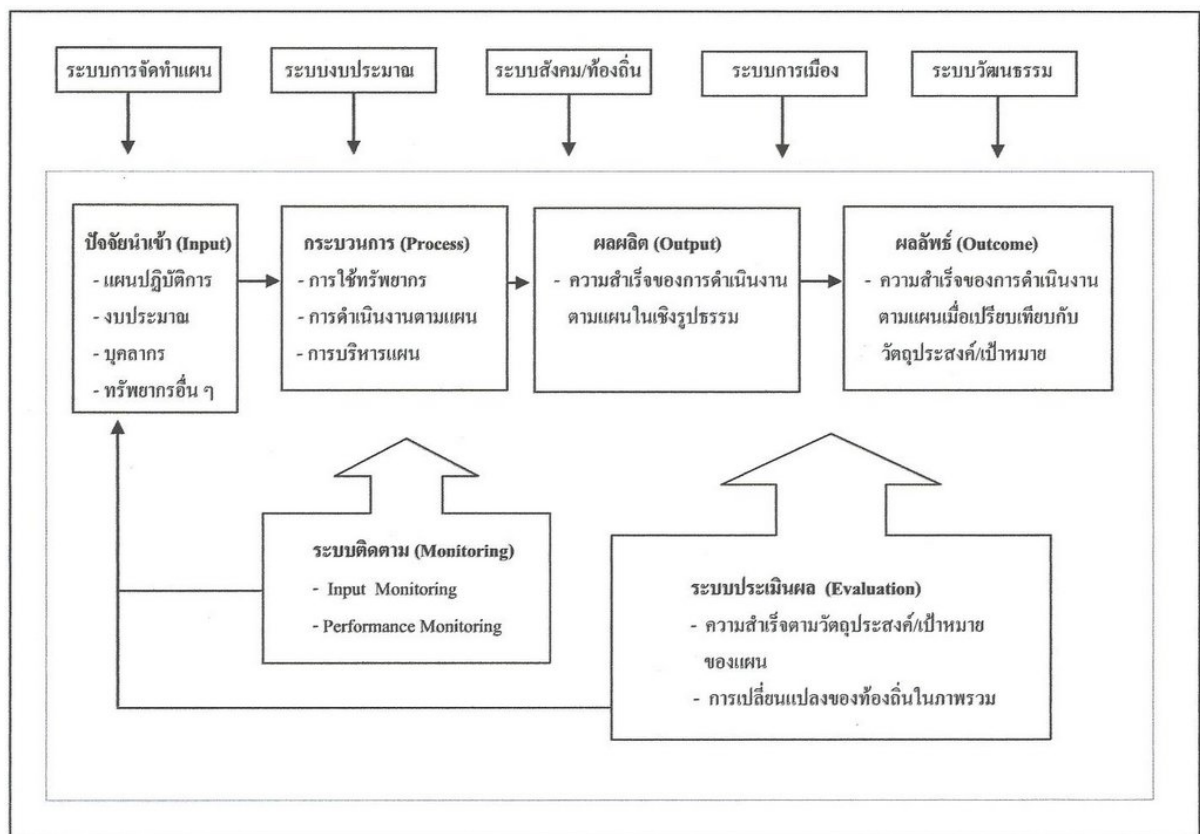 ระบบการจัดทำแผน
ระบบงบประมาณ
ระบบสังคม/ท้องถิ่น
ระบบการเมือง
ระบบวัฒนธรรม
ปัจจัยนำเข้า (Input)
- แผนปฏิบัติการ
- งบประมาณ
- บุคลากร
- ทรัพยากรอื่น ๆ
กระบวนการ (Process)
- การใช้ทรัพยากร
- การดำเนินงานตามแผน
- การบริหารแผน
ผลผลิต (Output)
- ความสำเร็จของการดำเนินงาน
ตามแผนในเชิงรูปธรรม
ผลลัพธ์ (Outcome)
- ความสำเร็จของการดำเนินงาน
ตามแผนเมื่อเปรียบเทียบกับ
วัตถุประสงค์/เป้าหมาย
ระบบติดตาม (Monitoring)
- Input Monitoring
- Performance Monitoring
ระบบประเมินผล (Evaluation)
- ความสำเร็จตามวัตถุประสงค์/เป้าหมาย
ของแผน
- การเปลี่ยนแปลงของท้องถิ่นในภาพรวม